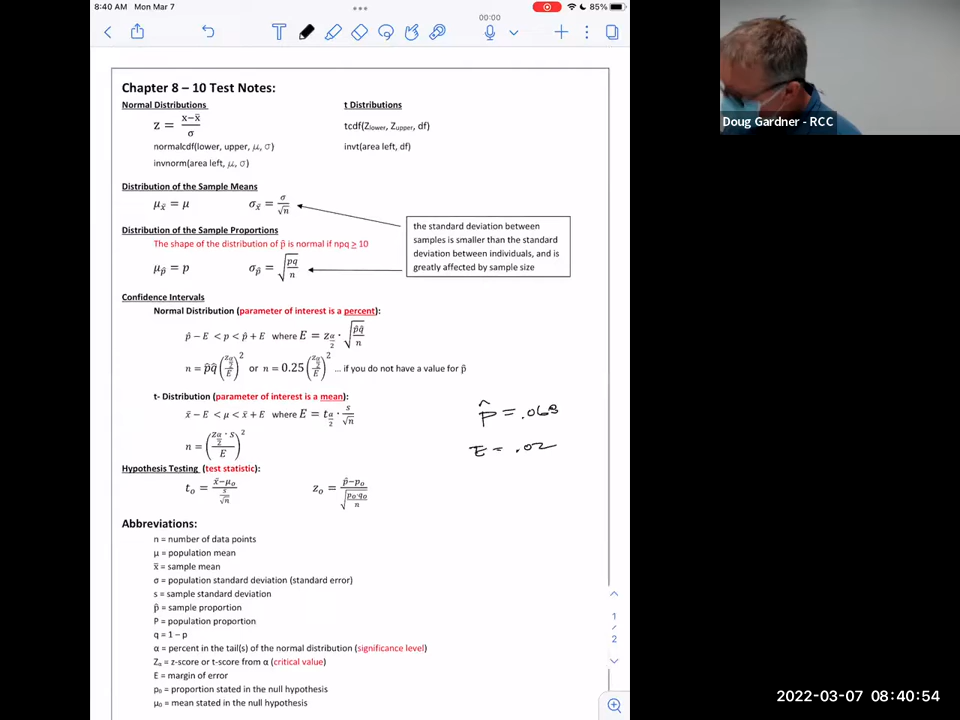 8:40 AM Mon Mar 7
85%
00:00
Chapter 8 – 10 Test Notes:
Normal Distributions
t Distributions
z = x−x̄/σ
tcdf(Zlower, Zupper, df)
normalcdf(lower, upper, μ, σ)
invt(area left, df)
invnorm(area left, μ, σ)
Distribution of the Sample Means
μx̄ = μ
σx̄ = σ/√n
Distribution of the Sample Proportions
The shape of the distribution of p̂ is normal if npq ≥ 10
μp̂ = p
σp̂ = √(pq/n)
the standard deviation between
samples is smaller than the standard
deviation between individuals, and is
greatly affected by sample size
Confidence Intervals
Normal Distribution (parameter of interest is a percent):
p̂ − E < p < p̂ + E where E = zα/2 · √(p̂q̂/n)
n = p̂q̂(zα/2/E)² or n = 0.25(zα/2/E)² ... if you do not have a value for p̂
t- Distribution (parameter of interest is a mean):
x̄ − E < μ < x̄ + E where E = tα/2 · s/√n
n = (zα/2 · s/E)²
p̂ = .068
E = .02
Hypothesis Testing (test statistic):
t₀ = x̄−μ₀/(s/√n)
z₀ = p̂−p₀/√(p₀·q₀/n)
Abbreviations:
n = number of data points
μ = population mean
x̄ = sample mean
σ = population standard deviation (standard error)
s = sample standard deviation
p̂ = sample proportion
P = population proportion
q = 1 – p
α = percent in the tail(s) of the normal distribution (significance level)
Zα = z-score or t-score from α (critical value)
E = margin of error
p₀ = proportion stated in the null hypothesis
μ₀ = mean stated in the null hypothesis
1
/
2
Doug Gardner - RCC
2022-03-07 08:40:54